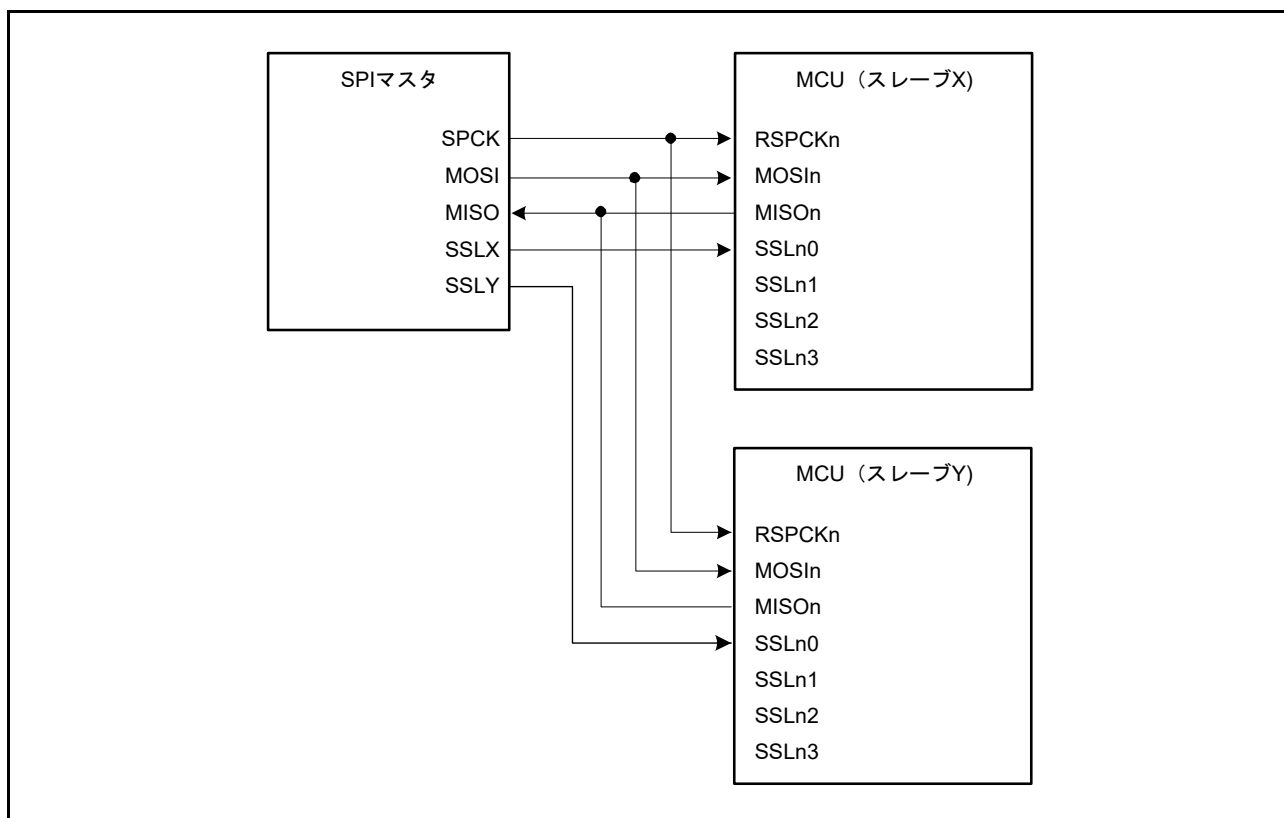 SPIマスタ
SPCK
MOSI
MISO
SSLX
SSLY
MCU（スレーブX)
RSPCKn
MOSIn
MISOn
SSLn0
SSLn1
SSLn2
SSLn3
MCU（スレーブY)
RSPCKn
MOSIn
MISOn
SSLn0
SSLn1
SSLn2
SSLn3